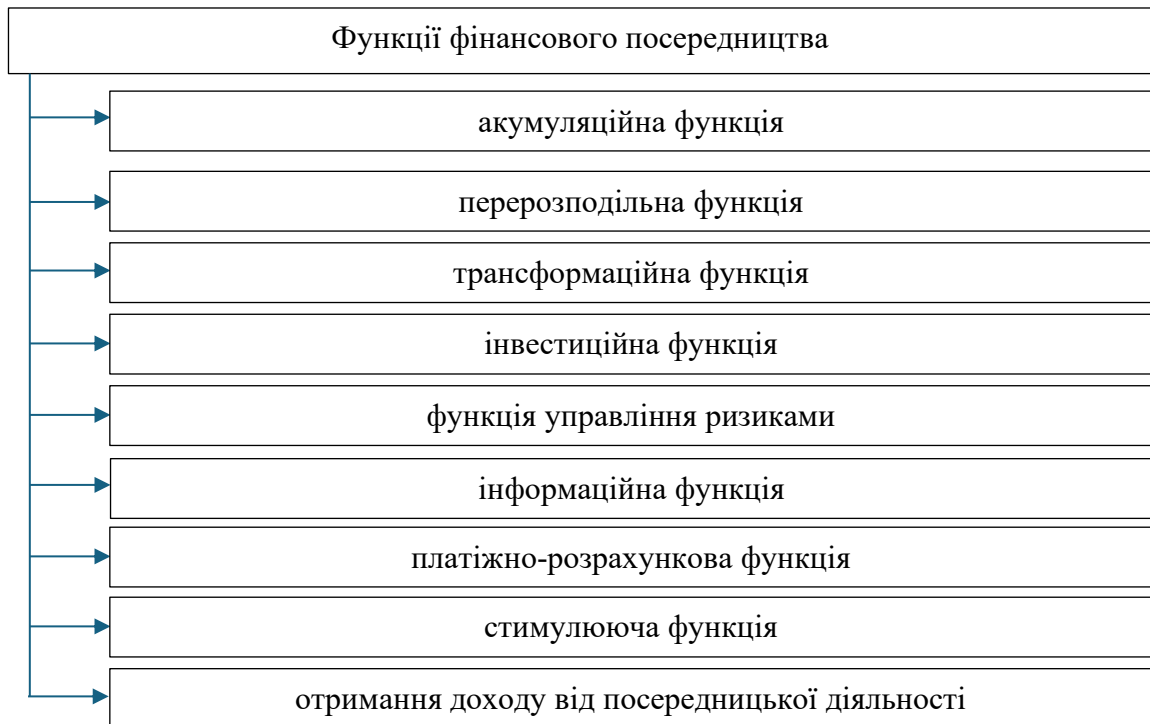 Функції фінансового посередництва
акумуляційна функція
перерозподільна функція
трансформаційна функція
інвестиційна функція
функція управління ризиками
інформаційна функція
платіжно-розрахункова функція
стимулююча функція
отримання доходу від посередницької діяльності